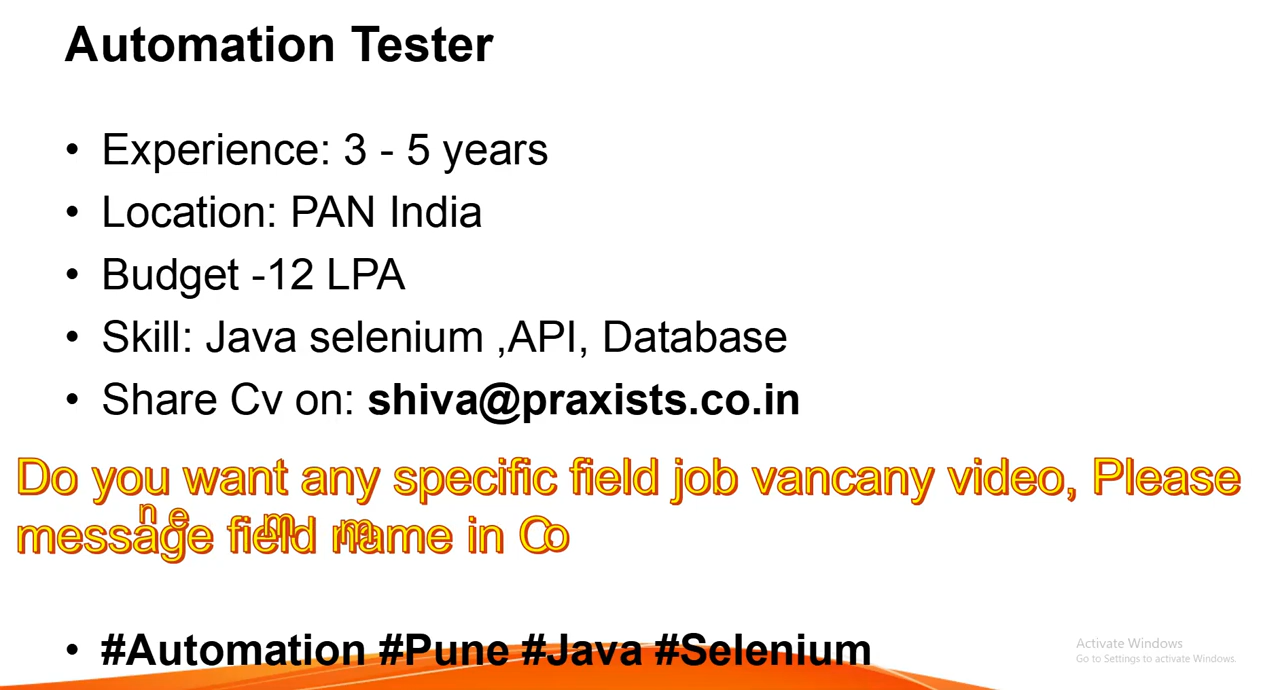 Automation Tester
• Experience: 3 - 5 years
• Location: PAN India
• Budget -12 LPA
• Skill: Java selenium ,API, Database
• Share Cv on: shiva@praxists.co.in
Do you want any specific field job vancany video, Please
message field name in Co
• #Automation #Pune #Java #Selenium
Activate Windows
Go to Settings to activate Windows.